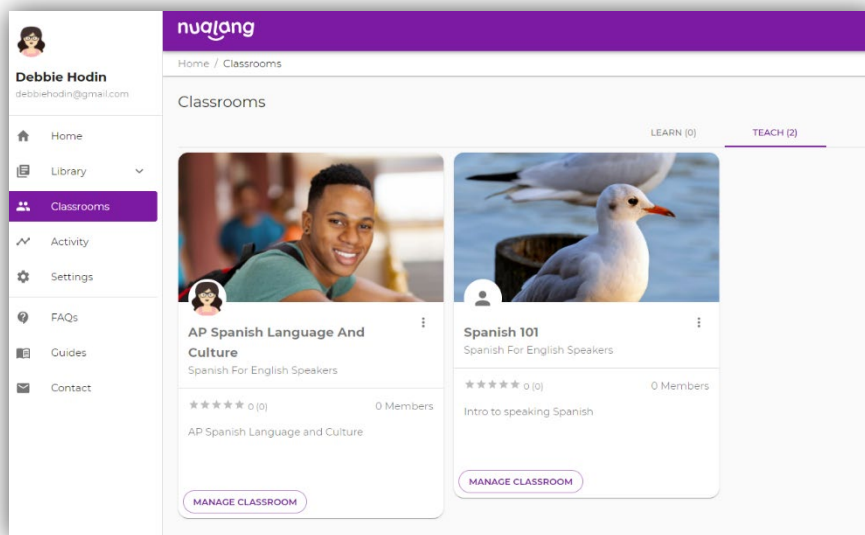 nualang
Debbie Hodin
debbiehodin@gmail.com
Home
Library
Classrooms
Activity
Settings
FAQs
Guides
Contact
Home / Classrooms
Classrooms
LEARN (0)
TEACH (2)
AP Spanish Language And
Culture
Spanish For English Speakers
0 (0)
0 Members
AP Spanish Language and Culture
MANAGE CLASSROOM
Spanish 101
Spanish For English Speakers
0 (0)
0 Members
Intro to speaking Spanish
MANAGE CLASSROOM